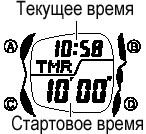 Текущее время
A 10:58 B
TMR
C 10'00" D
Стартовое время